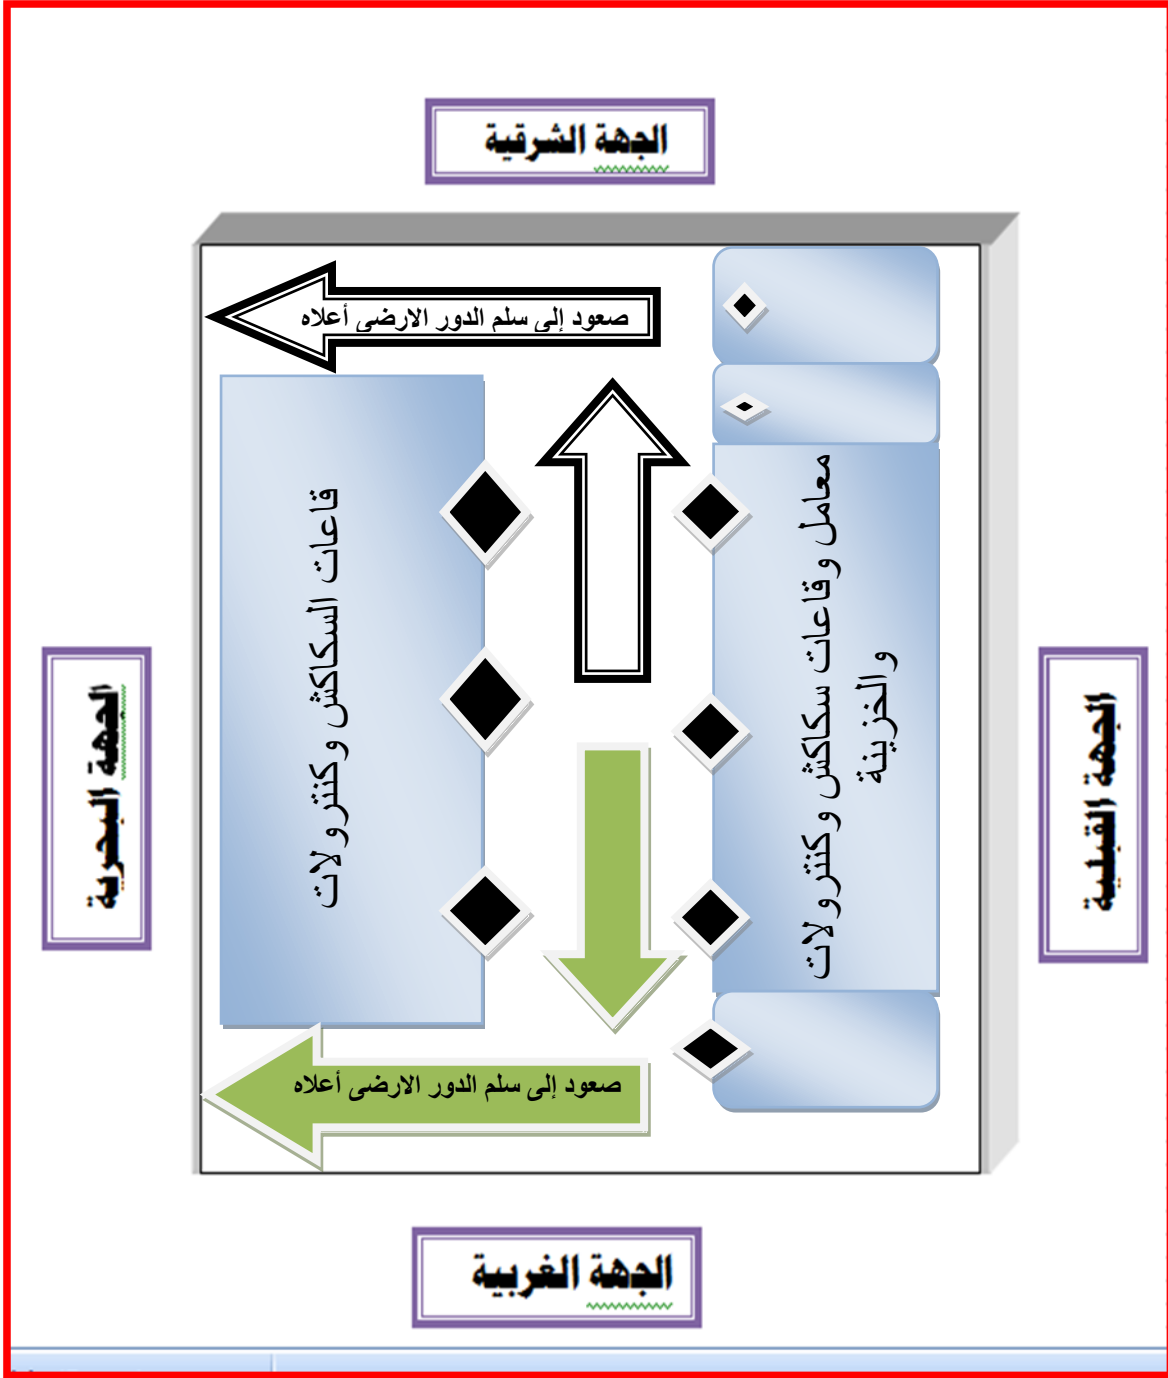 الجهة الشرقية
صعود إلى سلم الدور الارضى أعلاه
معامل وقاعات سكاكش وكنترولات
والخزينة
قاعات السكاكش وكنترولات
الجهة القبلية
الجهة البحرية
صعود إلى سلم الدور الارضى أعلاه
الجهة الغربية